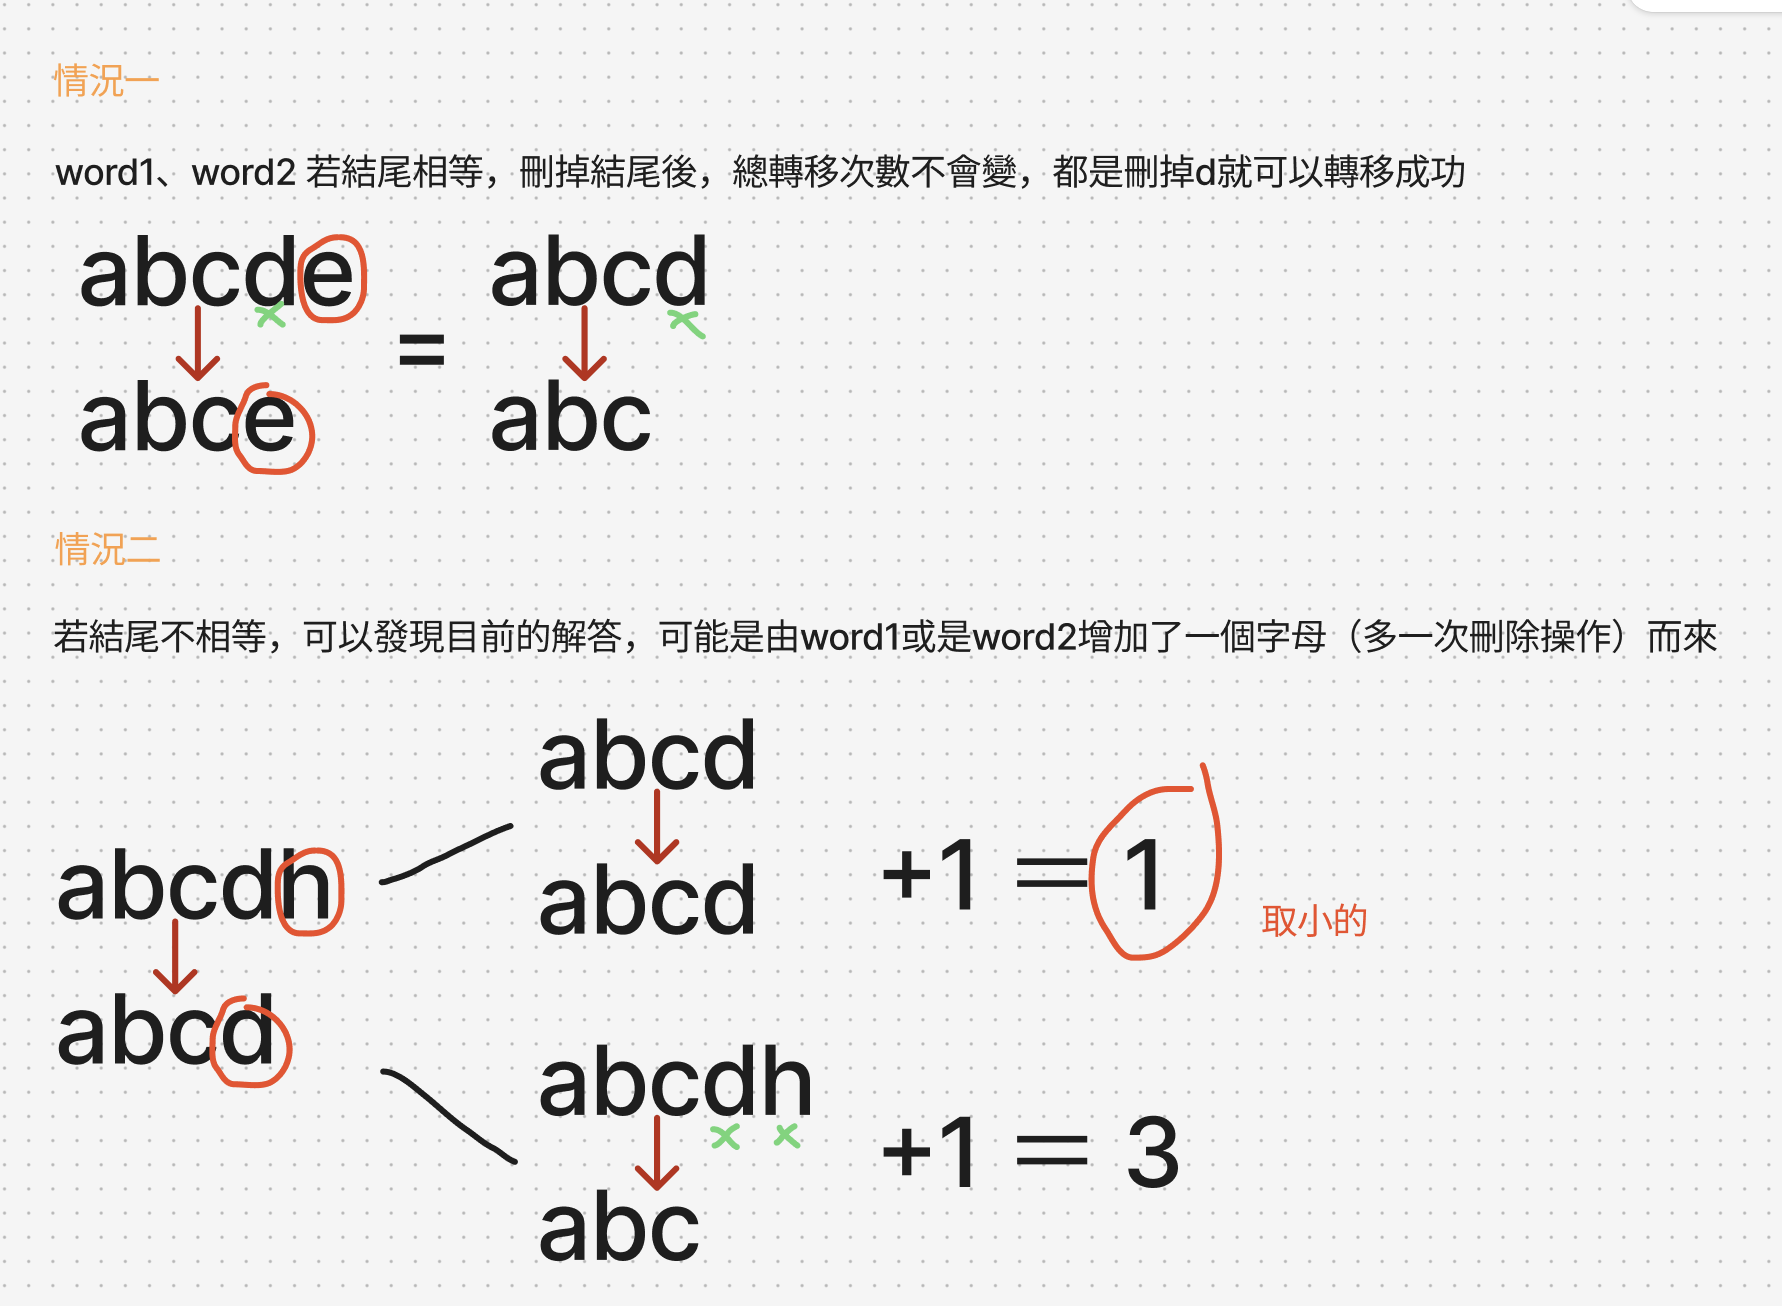 情況一
word1、word2 若結尾相等，刪掉結尾後，總轉移次數不會變，都是刪掉d就可以轉移成功
abcde
abcd
=
abce
abc
情況二
若結尾不相等，可以發現目前的解答，可能是由word1或是word2增加了一個字母（多一次刪除操作）而來
abcd
abcdh
+1 = 1
abcd
取小的
abcd
abcdh
+1 = 3
abc